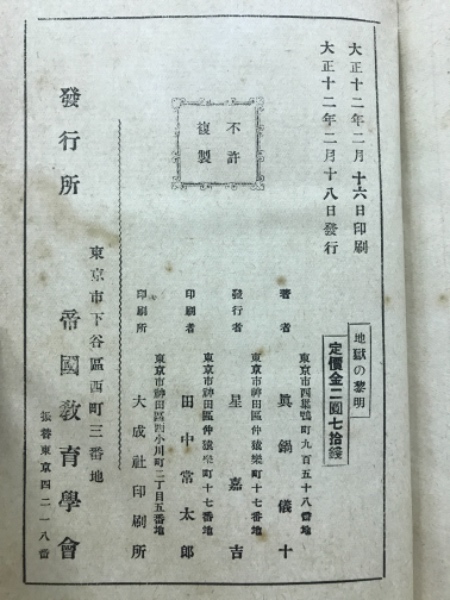 大正十二年二月十六日印刷
大正十二年二月十八日發行
不許
複製
地獄の黎明
定價金二圓七拾錢
東京市西巢鴨町九百五十八番地
著者 眞鍋儀十
東京市神田區仲猿樂町十七番地
發行者 星嘉吉
東京市神田區仲猿樂町十七番地
印刷者 田中常太郎
東京市神田區西小川町二丁目五番地
印刷所 大成社印刷所
東京市下谷區西町三番地
發行所 帝國教育學會
振替東京四二一八番